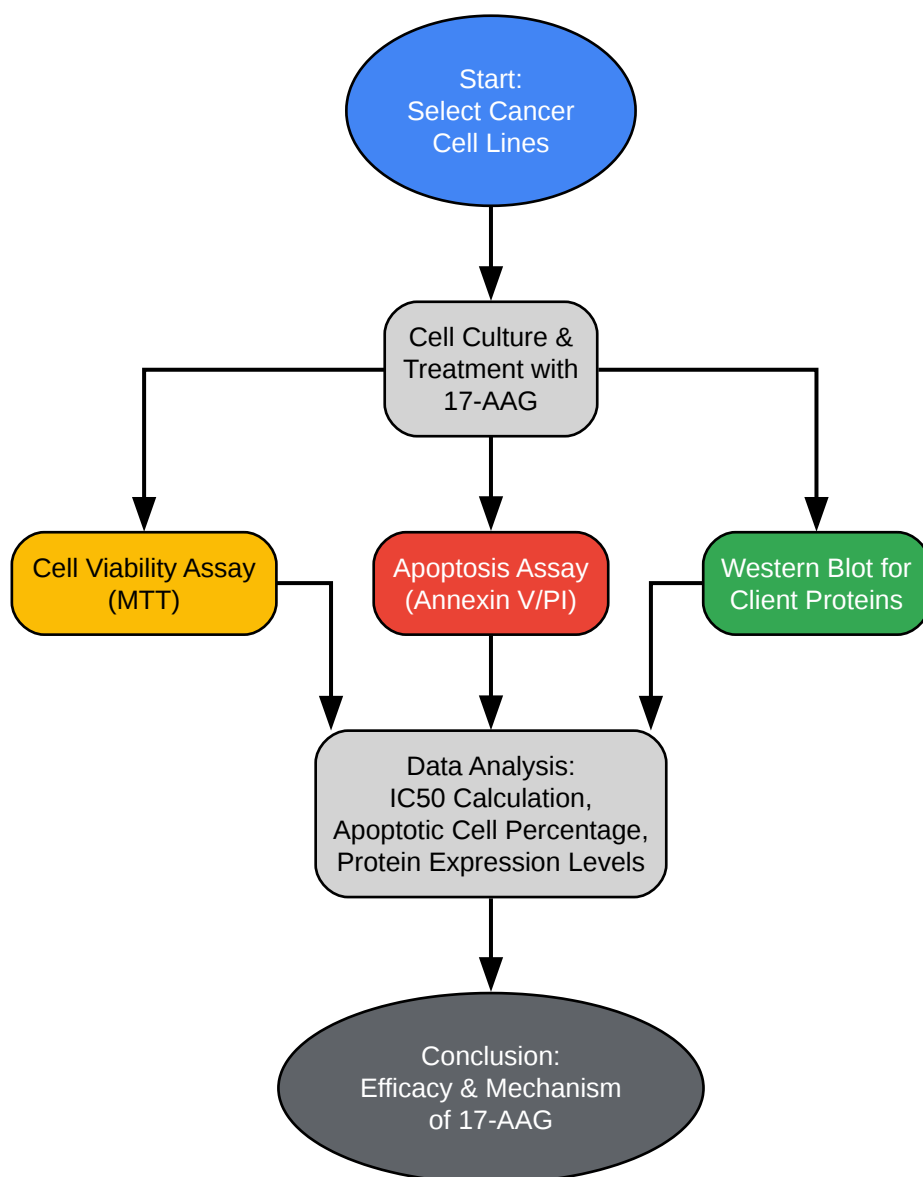 Start:
Select Cancer
Cell Lines
Cell Culture &
Treatment with
17-AAG
Cell Viability Assay
(MTT)
Apoptosis Assay
(Annexin V/PI)
Western Blot for
Client Proteins
Data Analysis:
IC50 Calculation,
Apoptotic Cell Percentage,
Protein Expression Levels
Conclusion:
Efficacy & Mechanism
of 17-AAG